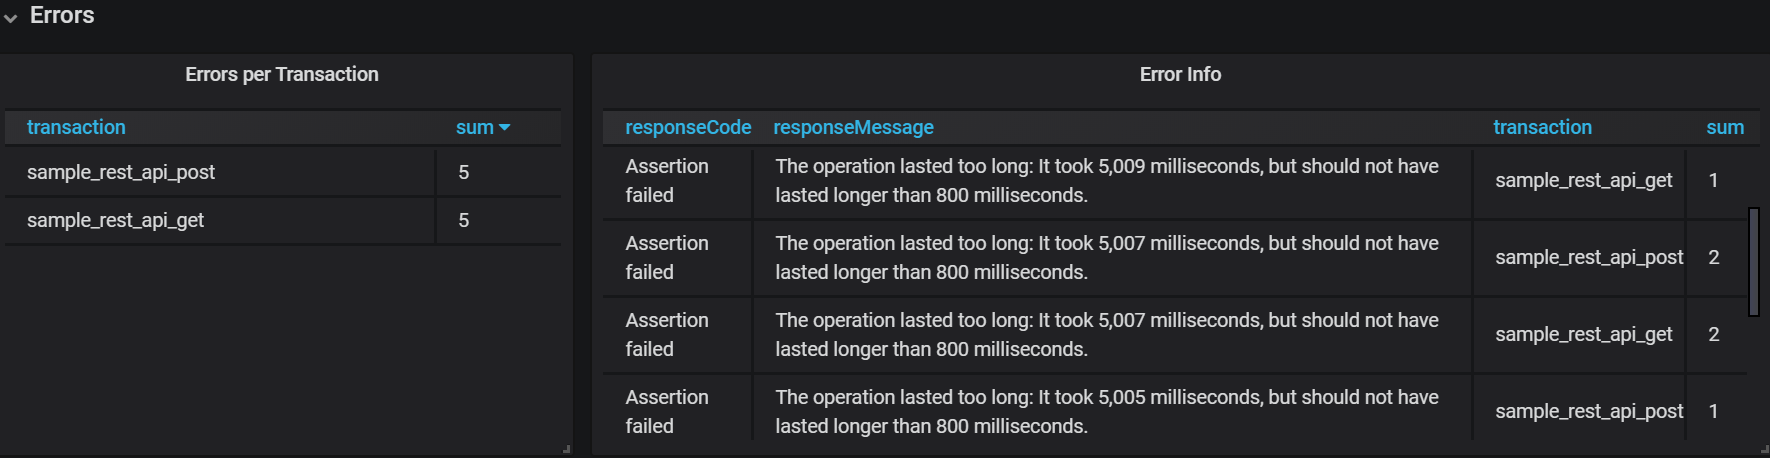 Errors
Errors per Transaction
transaction sum
sample_rest_api_post 5
sample_rest_api_get 5
Error Info
responseCode responseMessage transaction sum
Assertion The operation lasted too long: It took 5,009 milliseconds, but should not have
failed lasted longer than 800 milliseconds. sample_rest_api_get 1
Assertion The operation lasted too long: It took 5,007 milliseconds, but should not have
failed lasted longer than 800 milliseconds. sample_rest_api_post 2
Assertion The operation lasted too long: It took 5,007 milliseconds, but should not have
failed lasted longer than 800 milliseconds. sample_rest_api_get 2
Assertion The operation lasted too long: It took 5,005 milliseconds, but should not have
failed lasted longer than 800 milliseconds. sample_rest_api_post 1